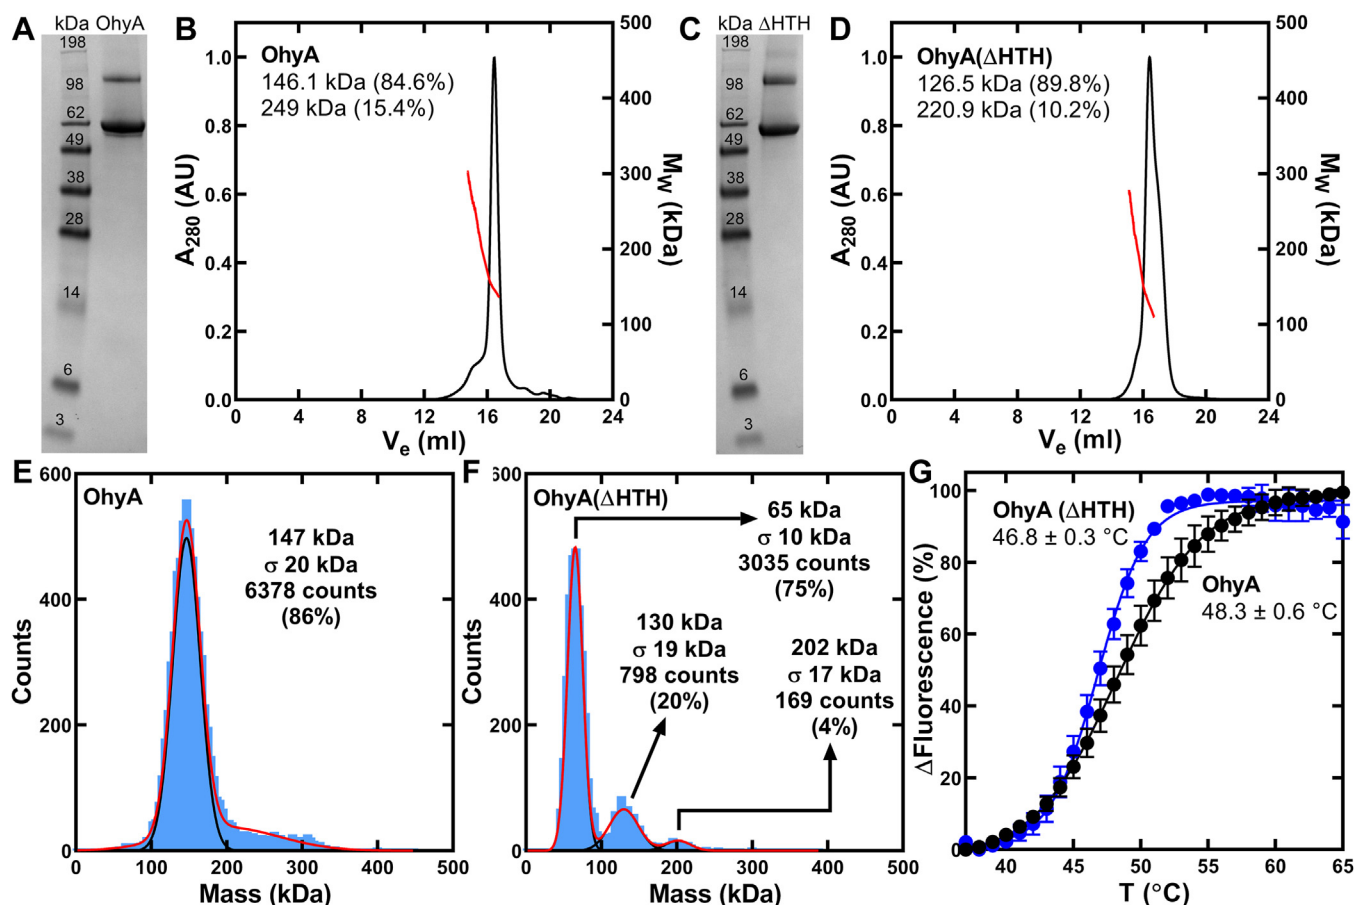 A
kDa OhyA
198
98
62
49
38
28
14
6
3
B
OhyA
146.1 kDa (84.6%)
249 kDa (15.4%)
A280 (AU)
1.0
0.8
0.6
0.4
0.2
0.0
0 4 8 12 16 20 24
Ve (ml)
500
400
300
200
100
0
MW (kDa)
C
kDa ΔHTH
198
98
62
49
38
28
14
6
3
D
OhyA(ΔHTH)
126.5 kDa (89.8%)
220.9 kDa (10.2%)
A280 (AU)
1.0
0.8
0.6
0.4
0.2
0.0
0 4 8 12 16 20 24
Ve (ml)
500
400
300
200
100
0
MW (kDa)
E
OhyA
147 kDa
σ 20 kDa
6378 counts
(86%)
Counts
600
400
200
0
0 100 200 300 400 500
Mass (kDa)
F
OhyA(ΔHTH)
65 kDa
σ 10 kDa
3035 counts
(75%)
130 kDa
σ 19 kDa
798 counts
(20%)
202 kDa
σ 17 kDa
169 counts
(4%)
Counts
400
200
0
0 100 200 300 400 500
Mass (kDa)
G
OhyA (ΔHTH)
46.8 ± 0.3 °C
OhyA
48.3 ± 0.6 °C
ΔFluorescence (%)
100
80
60
40
20
0
40 45 50 55 60 65
T (°C)